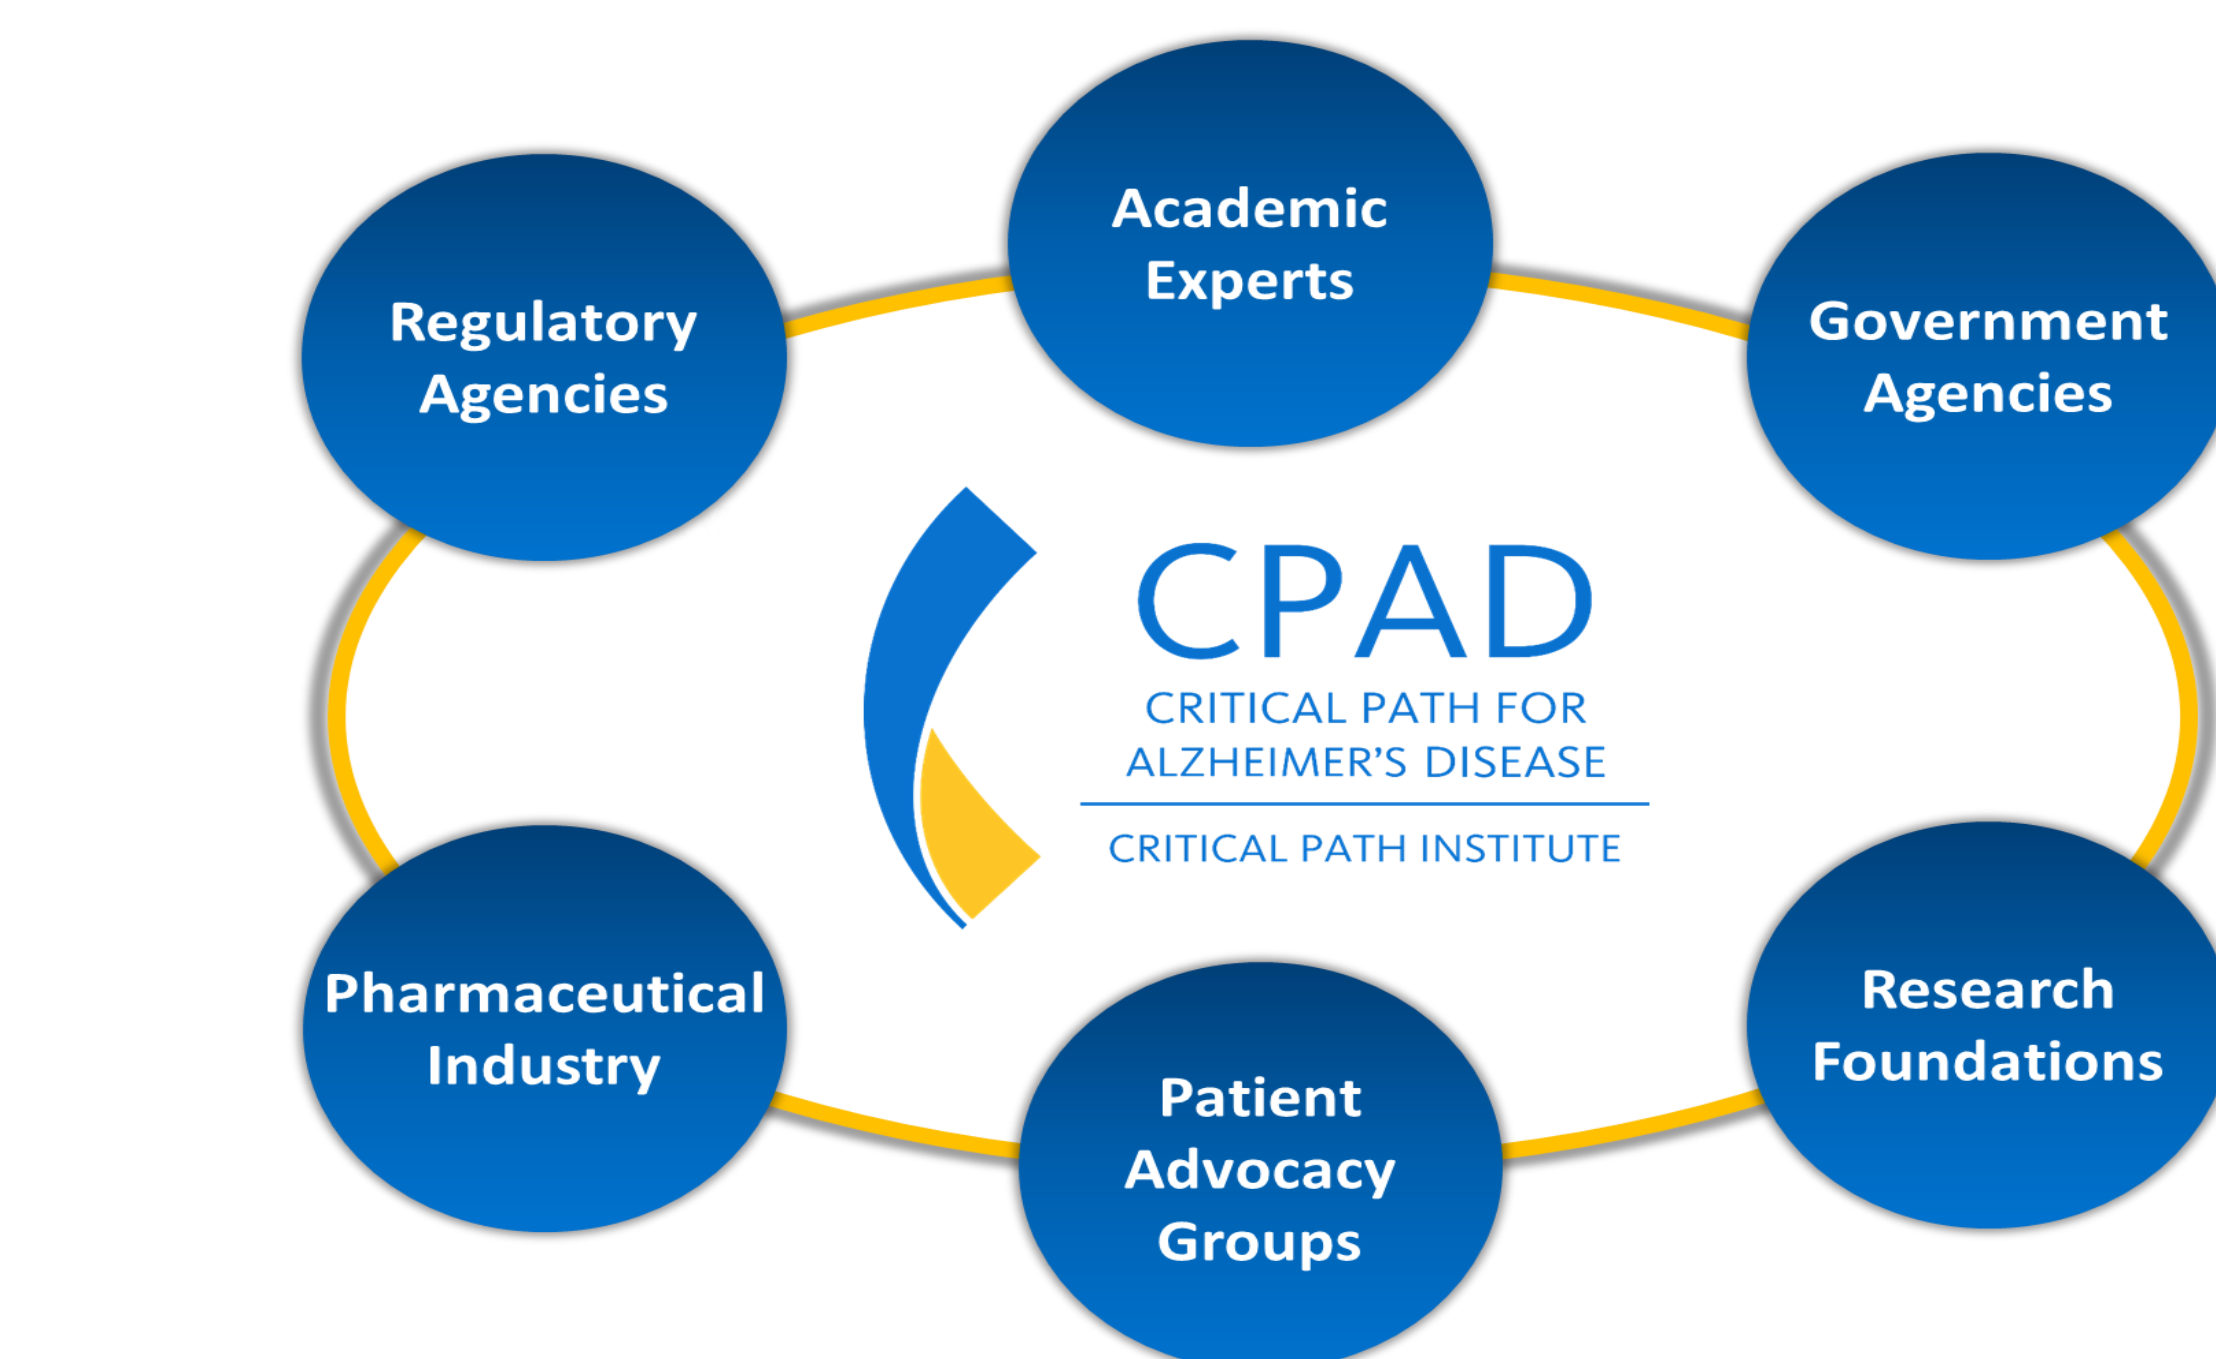 Academic
Experts
Regulatory
Agencies
Government
Agencies
CPAD
CRITICAL PATH FOR
ALZHEIMER'S DISEASE
CRITICAL PATH INSTITUTE
Pharmaceutical
Industry
Research
Foundations
Patient
Advocacy
Groups